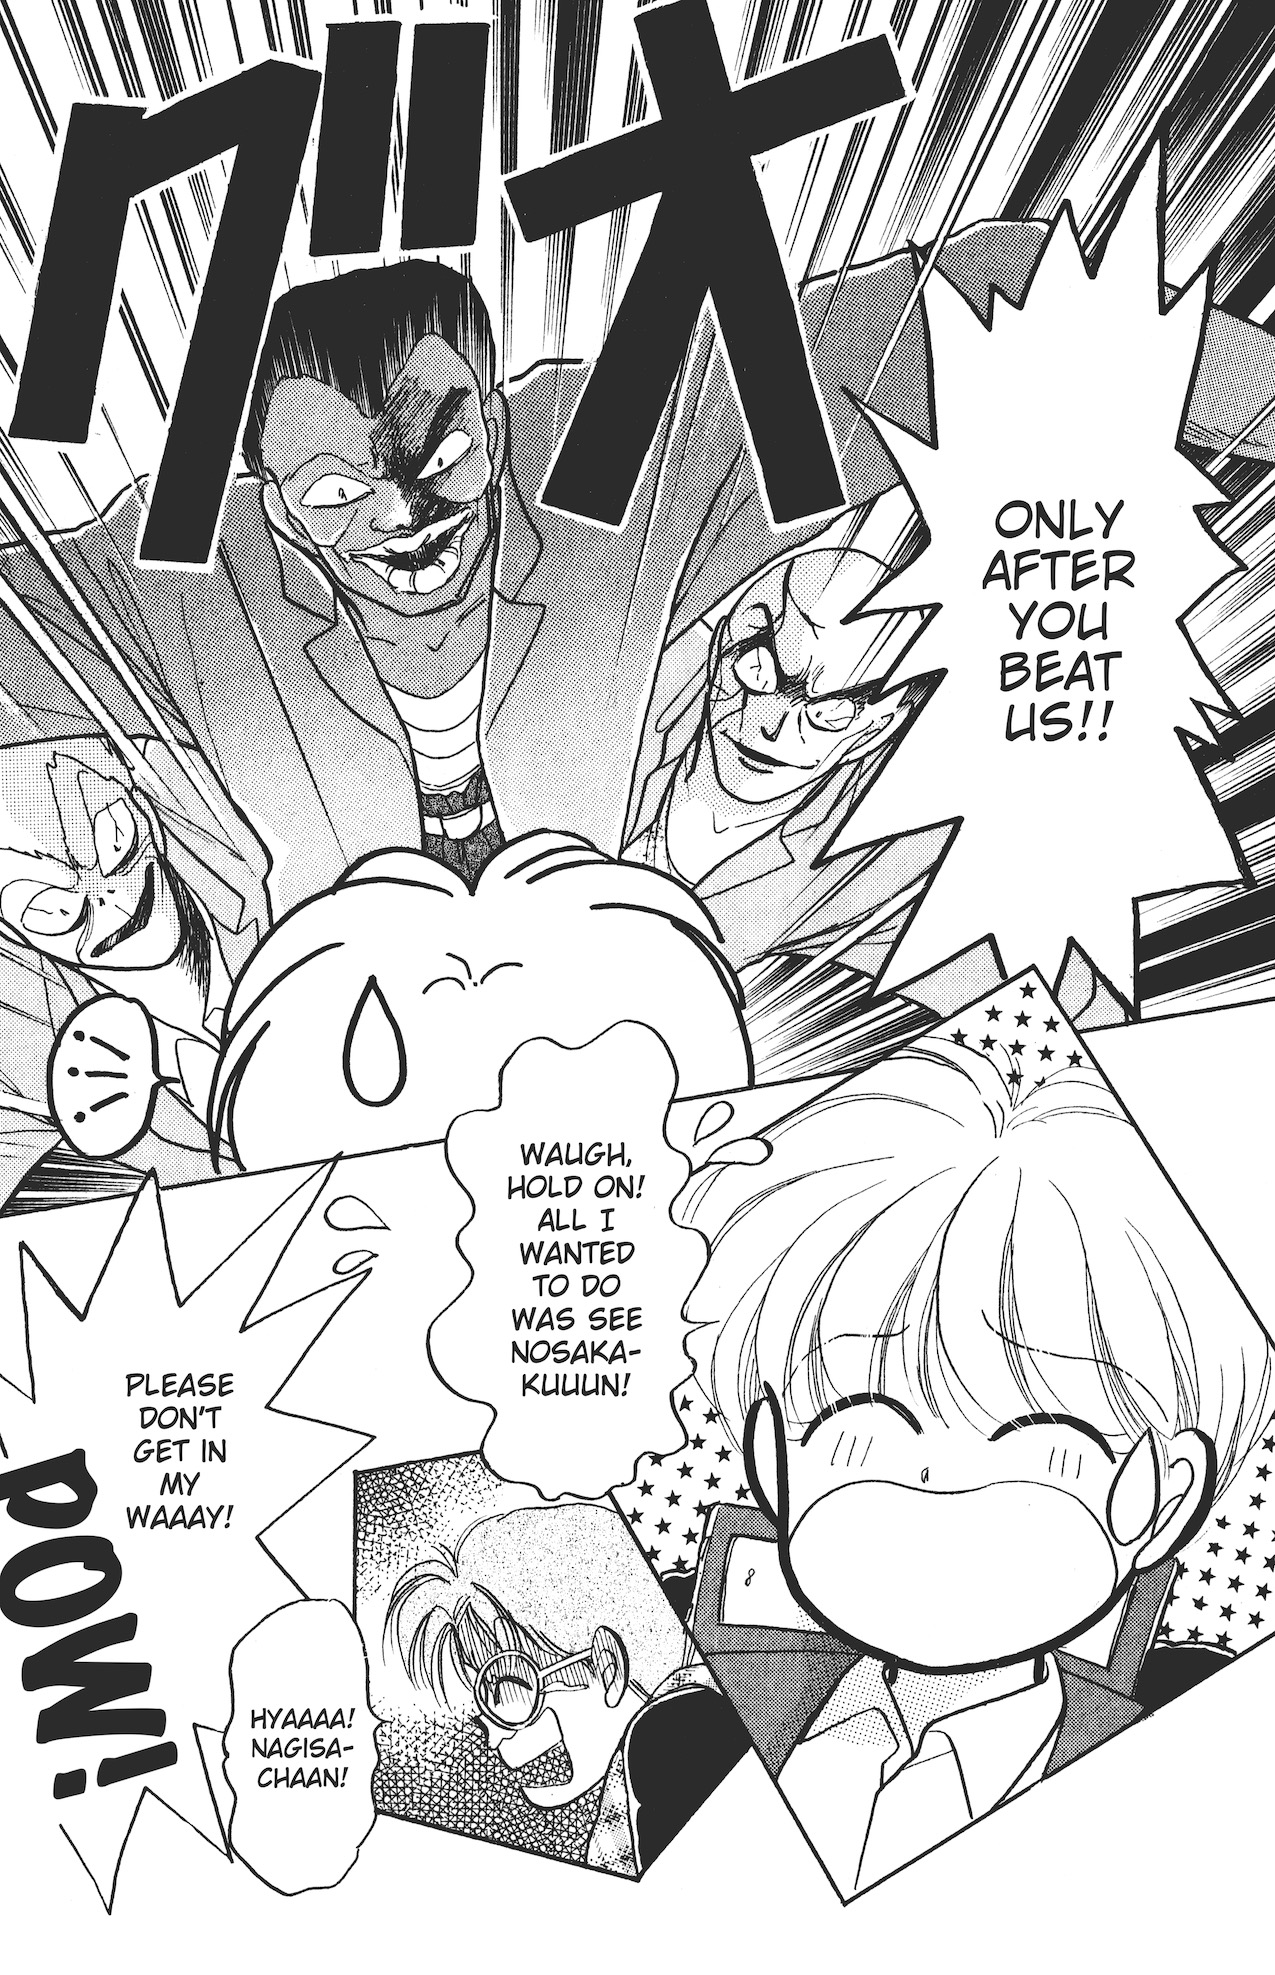 グオ
ONLY
AFTER
YOU
BEAT
US!!
!!!
WAUGH,
HOLD ON!
ALL I
WANTED
TO DO
WAS SEE
NOSAKA-
KUUUN!
PLEASE
DON'T
GET IN
MY
WAAAY!
POW!
HYAAAA!
NAGISA-
CHAAN!
8